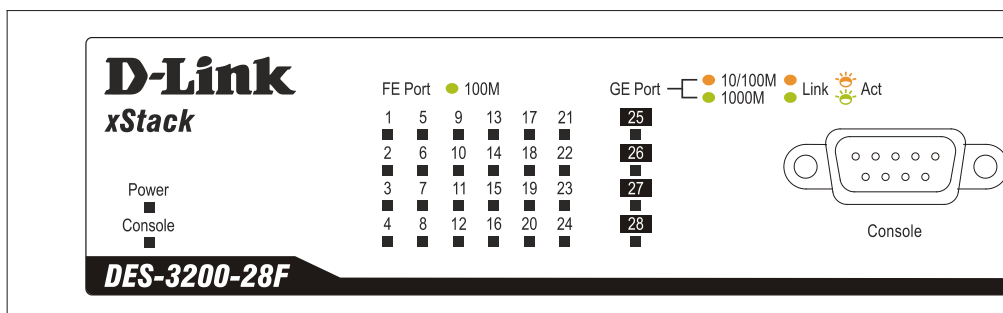 D-Link
xStack
Power
Console
FE Port 100M
1 5 9 13 17 21
2 6 10 14 18 22
3 7 11 15 19 23
4 8 12 16 20 24
GE Port 10/100M Link Act
1000M
25
26
27
28
Console
DES-3200-28F